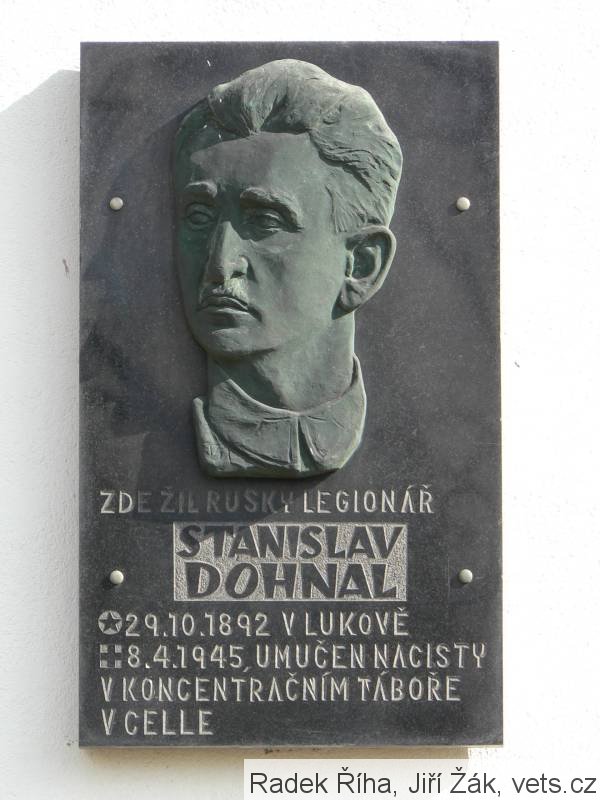 ZDE ŽIL RUSKÝ LEGIONÁŘ
STANISLAV
DOHNAL
29.10.1892 V LUKOVĚ
8.4.1945, UMUČEN NACISTY
V KONCENTRAČNÍM TÁBOŘE
V CELLE
Radek Říha, Jiří Žák, vets.cz